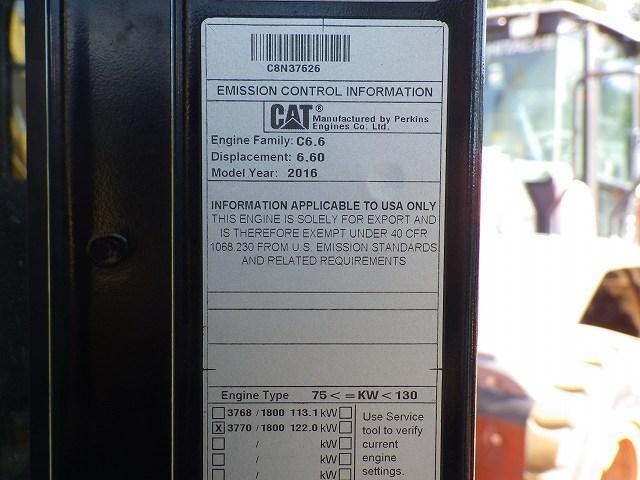 C8N37626
EMISSION CONTROL INFORMATION
CAT® Manufactured by Perkins
Engines Co. Ltd.
Engine Family: C6.6
Displacement: 6.60
Model Year: 2016
INFORMATION APPLICABLE TO USA ONLY
THIS ENGINE IS SOLELY FOR EXPORT AND
IS THEREFORE EXEMPT UNDER 40 CFR
1068.230 FROM U.S. EMISSION STANDARDS
AND RELATED REQUIREMENTS
Engine Type 75 < = KW < 130
3768 / 1800 113.1 kW
X 3770 / 1800 122.0 kW
/ kW
/ kW
/ kW
Use Service
tool to verify
current
engine
settings.